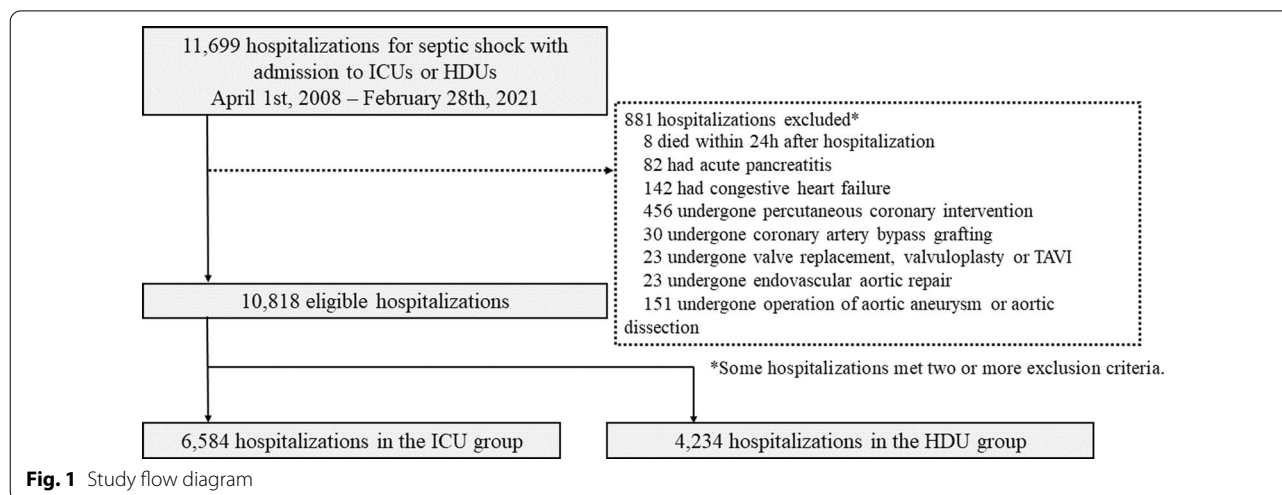 11,699 hospitalizations for septic shock with
admission to ICUs or HDUs
April 1st, 2008 – February 28th, 2021
881 hospitalizations excluded*
8 died within 24h after hospitalization
82 had acute pancreatitis
142 had congestive heart failure
456 undergone percutaneous coronary intervention
30 undergone coronary artery bypass grafting
23 undergone valve replacement, valvuloplasty or TAVI
23 undergone endovascular aortic repair
151 undergone operation of aortic aneurysm or aortic
dissection
10,818 eligible hospitalizations
*Some hospitalizations met two or more exclusion criteria.
6,584 hospitalizations in the ICU group
4,234 hospitalizations in the HDU group
Fig. 1 Study flow diagram